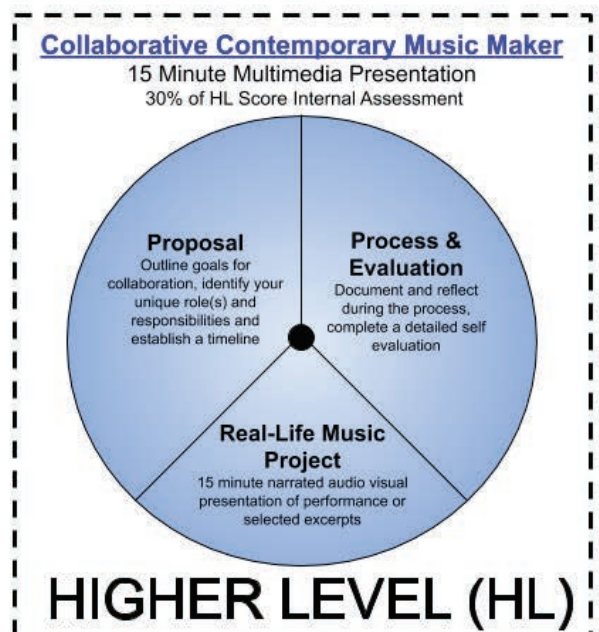 Collaborative Contemporary Music Maker
15 Minute Multimedia Presentation
30% of HL Score Internal Assessment
Proposal
Outline goals for
collaboration, identify your
unique role(s) and
responsibilities and
establish a timeline
Process &
Evaluation
Document and reflect
during the process,
complete a detailed self
evaluation
Real-Life Music
Project
15 minute narrated audio visual
presentation of performance or
selected excerpts
HIGHER LEVEL (HL)